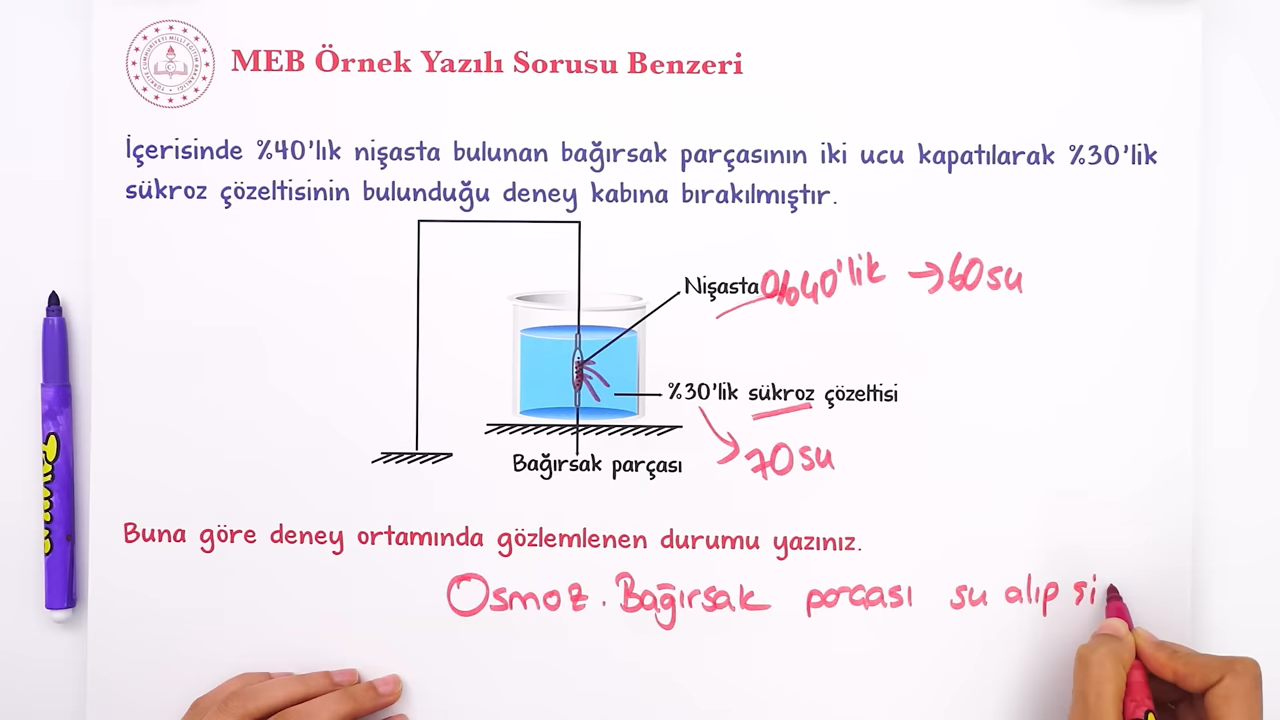 MEB Örnek Yazılı Sorusu Benzeri
İçerisinde %40'lık nişasta bulunan bağırsak parçasının iki ucu kapatılarak %30'lik
sükroz çözeltisinin bulunduğu deney kabına bırakılmıştır.
Nişasta %40'lik → 60 su
%30'lik sükroz çözeltisi
70 su
Bağırsak parçası
Buna göre deney ortamında gözlemlenen durumu yazınız.
Osmoz. Bağırsak parçası su alıp şi